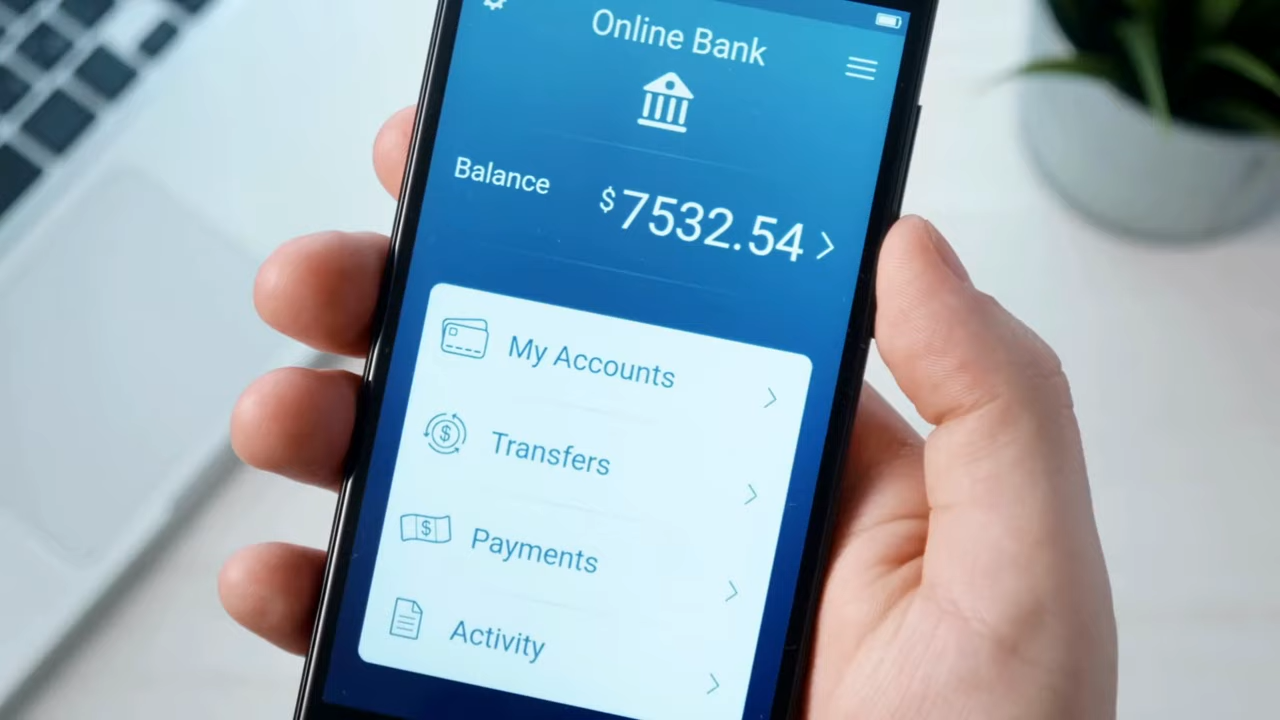 Online Bank
Balance $7532.54
My Accounts
Transfers
Payments
Activity